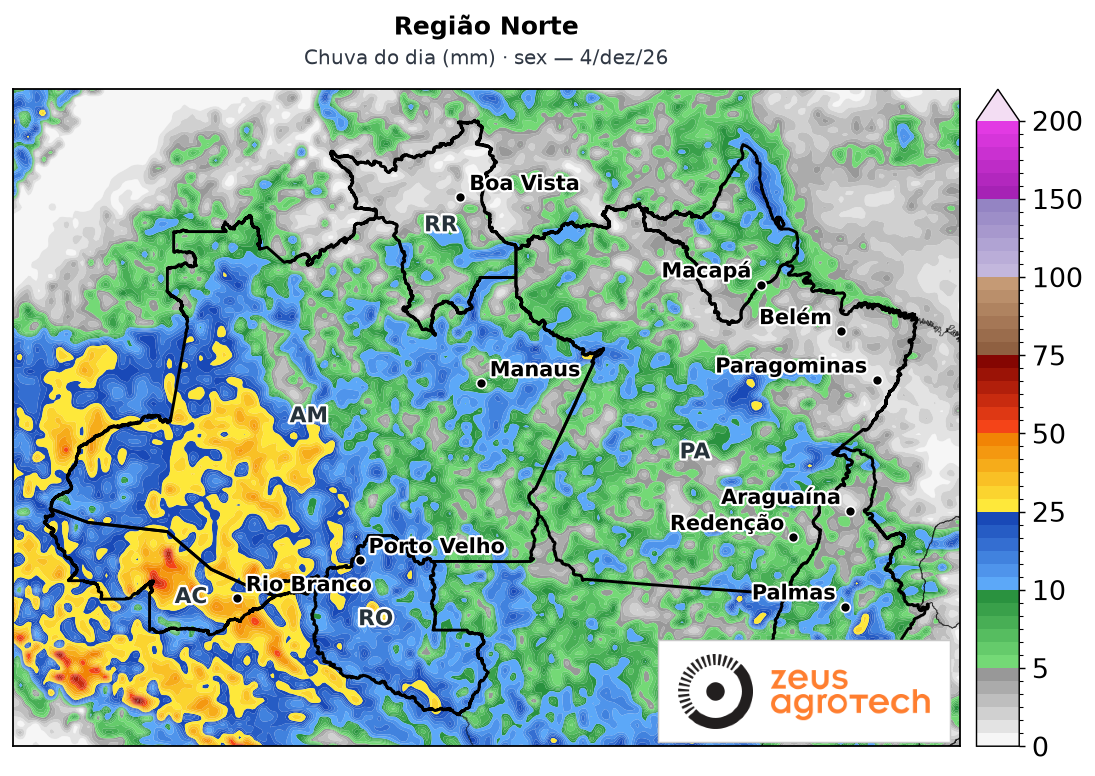 Região Norte
Chuva do dia (mm) · sex — 4/dez/26
Boa Vista
RR
Macapá
Belém
Paragominas
Manaus
AM
PA
Araguaína
Redenção
Porto Velho
Rio Branco
AC
RO
Palmas
zeus
agrotech
200
150
100
75
50
25
10
5
0